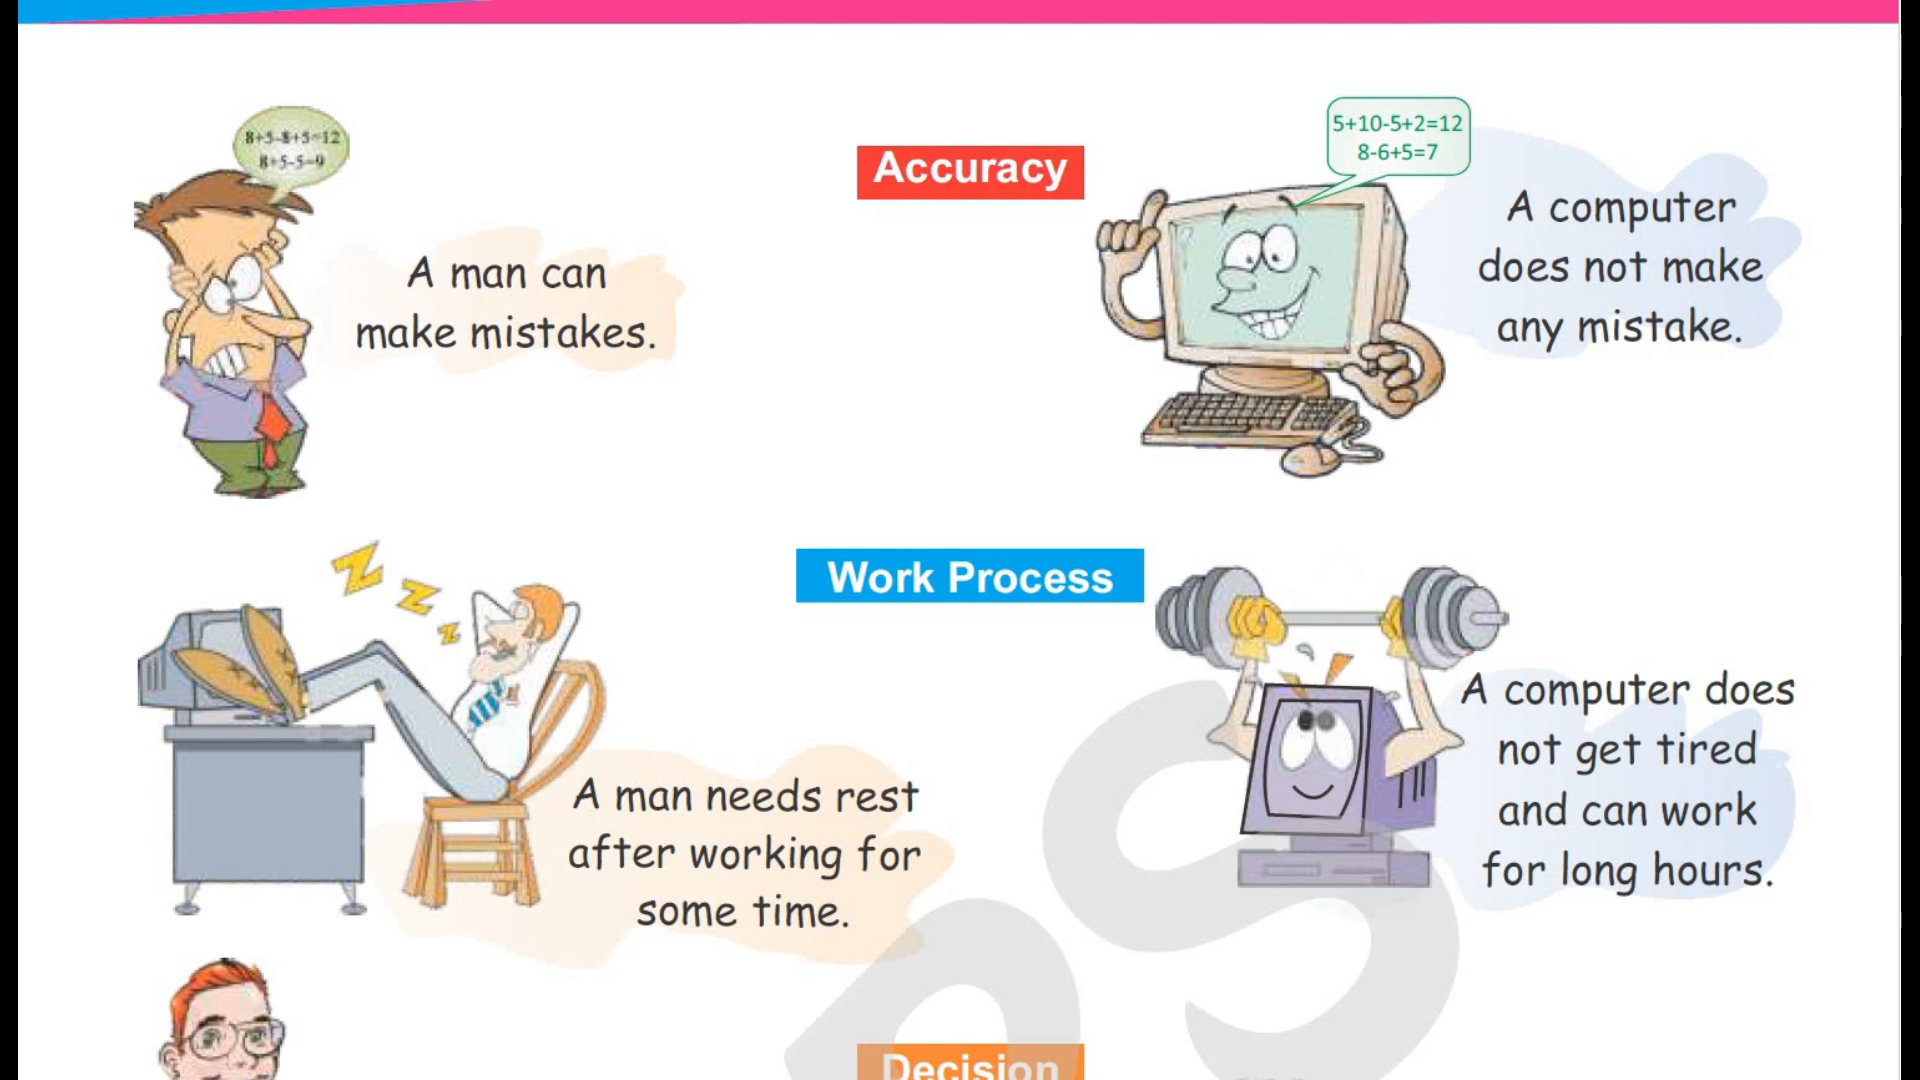 8+5-8+5=12
8+5-5=9
Accuracy
5+10-5+2=12
8-6+5=7
A man can
make mistakes.
A computer
does not make
any mistake.
Work Process
Z
Z
Z
A man needs rest
after working for
some time.
A computer does
not get tired
and can work
for long hours.
Decision